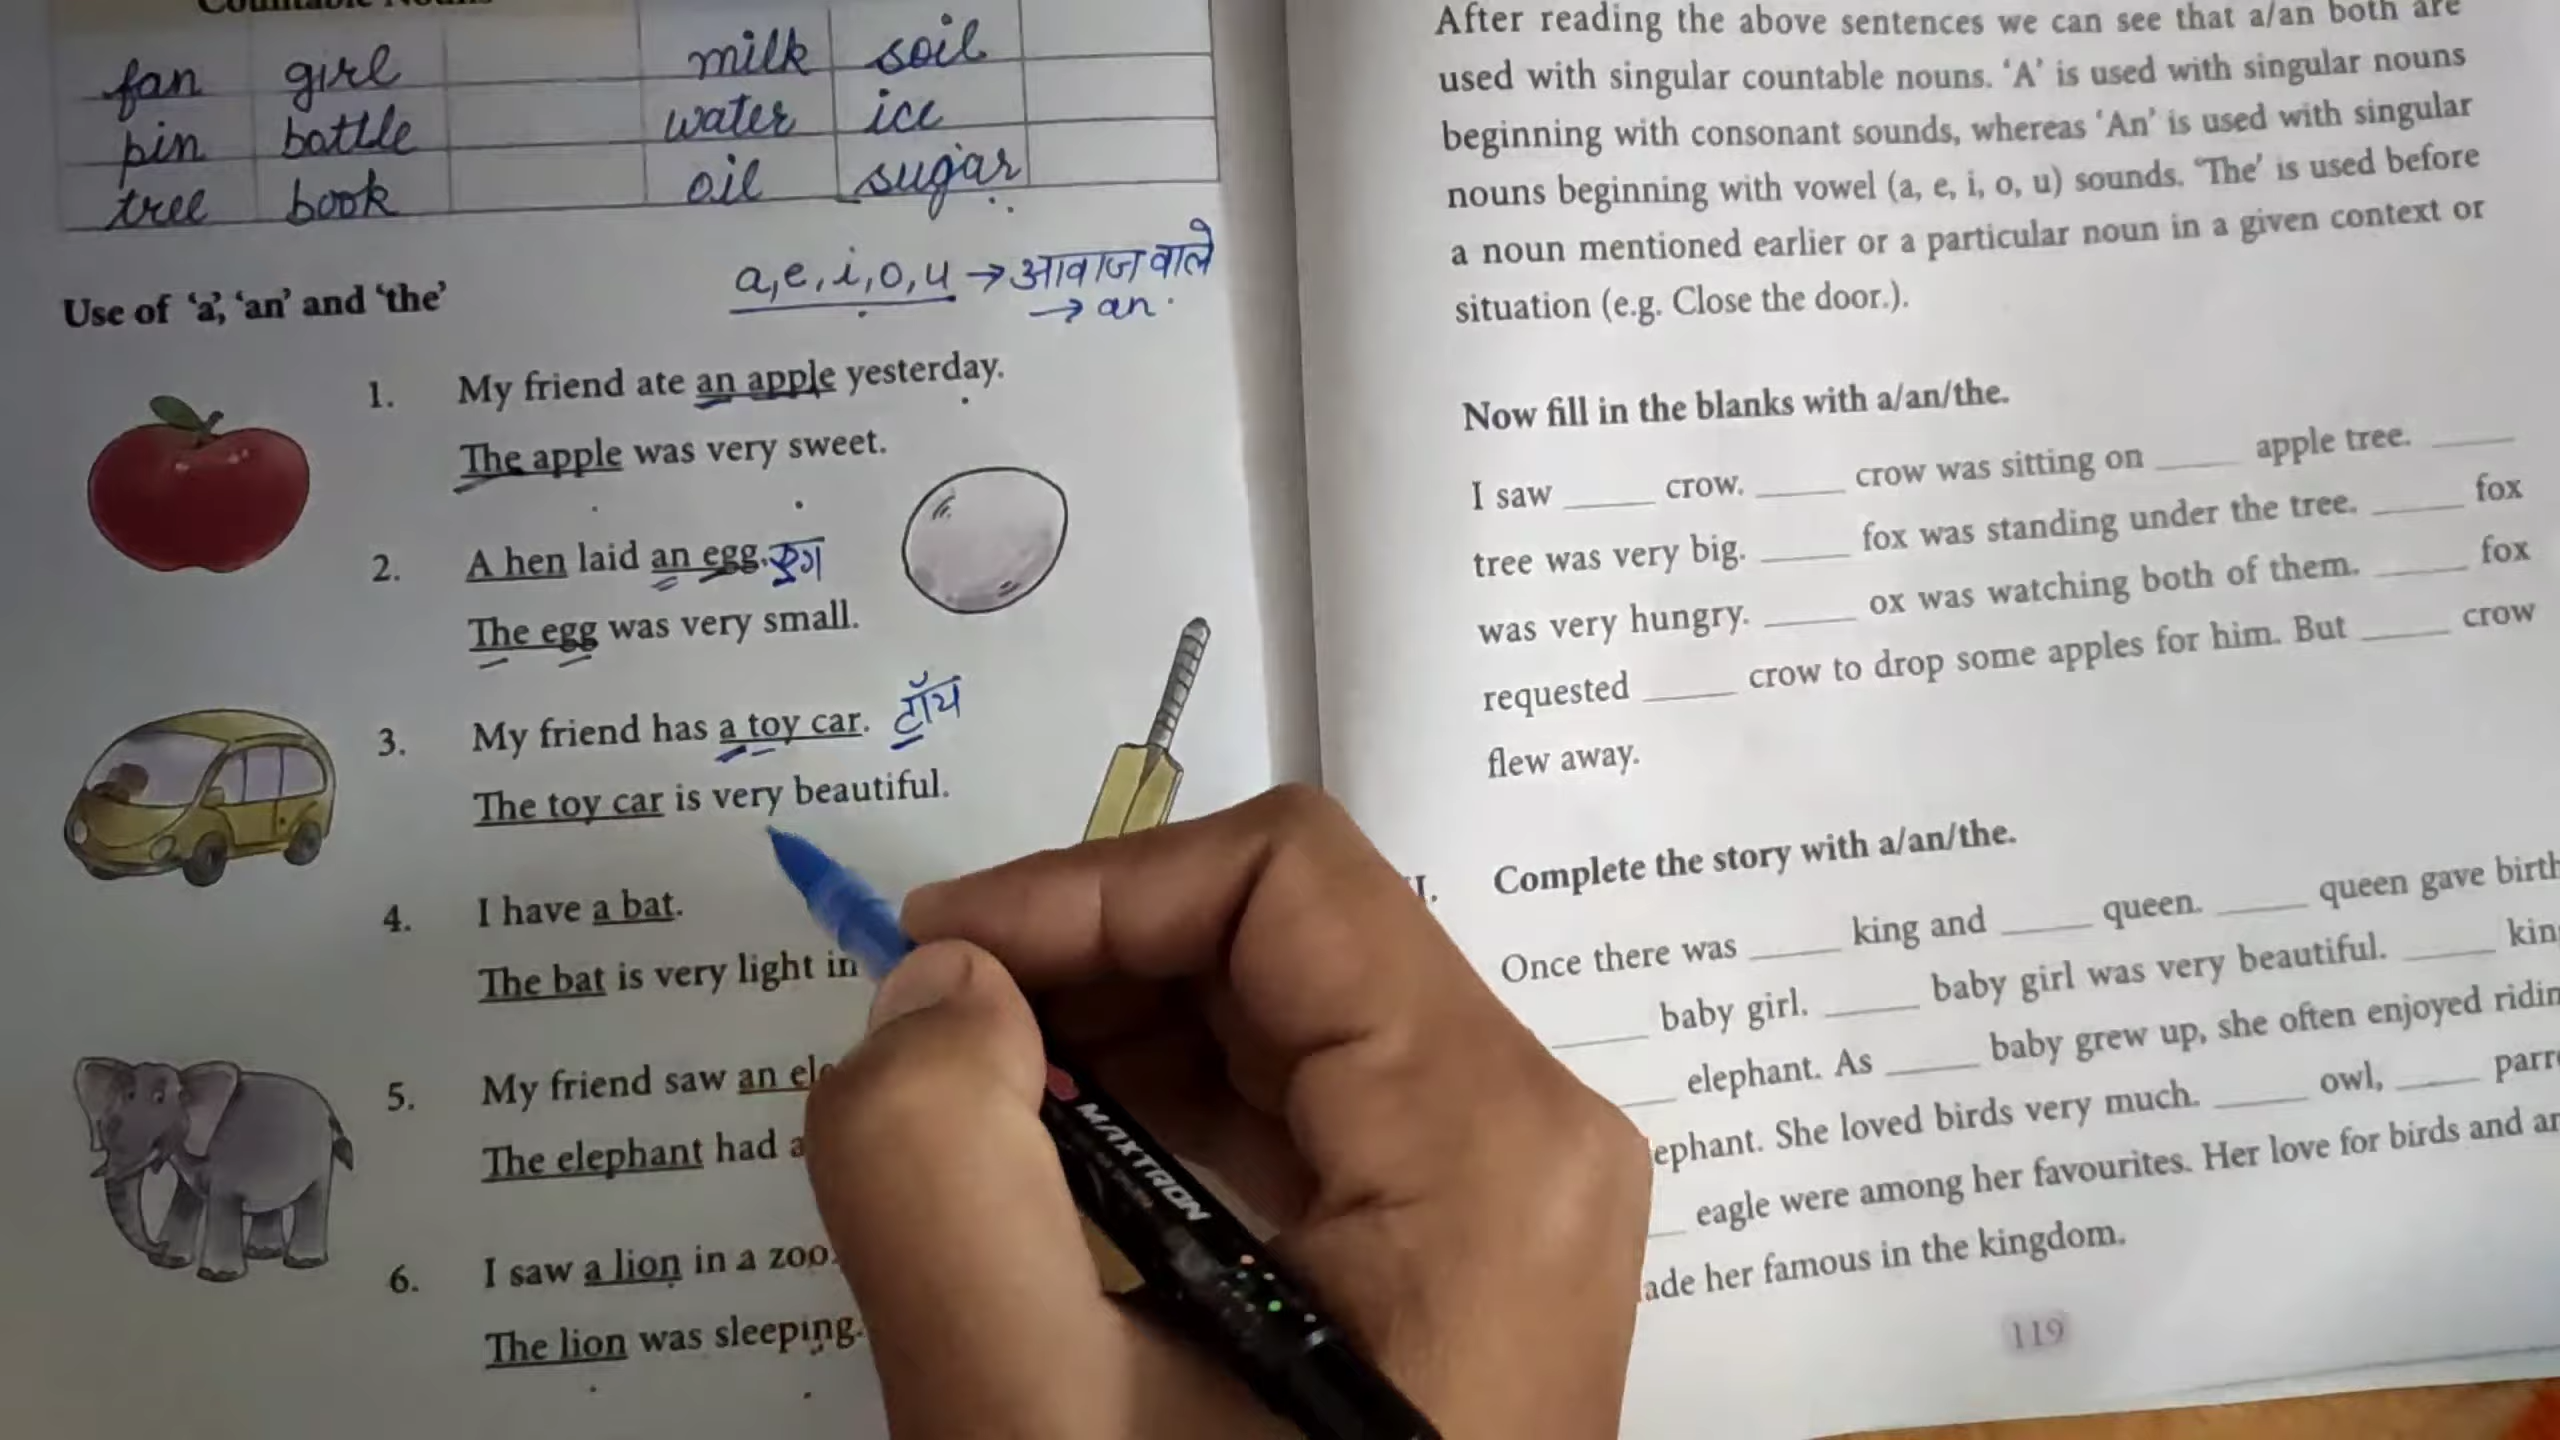 fan girl milk soil
pin bottle water ice
tree book oil sugar
Use of 'a', 'an' and 'the'
a, e, i, o, u → आवाज वाले
→ an
1. My friend ate an apple yesterday.
The apple was very sweet.
2. A hen laid an egg. एग
The egg was very small.
3. My friend has a toy car. टॉय
The toy car is very beautiful.
4. I have a bat.
The bat is very light in
5. My friend saw an ele
The elephant had a
6. I saw a lion in a zoo.
The lion was sleeping.
After reading the above sentences we can see that a/an both are
used with singular countable nouns. 'A' is used with singular nouns
beginning with consonant sounds, whereas 'An' is used with singular
nouns beginning with vowel (a, e, i, o, u) sounds. 'The' is used before
a noun mentioned earlier or a particular noun in a given context or
situation (e.g. Close the door.).
Now fill in the blanks with a/an/the.
I saw _____ crow. _____ crow was sitting on _____ apple tree. _____
tree was very big. _____ fox was standing under the tree. _____ fox
was very hungry. _____ ox was watching both of them. _____ fox
requested _____ crow to drop some apples for him. But _____ crow
flew away.
I. Complete the story with a/an/the.
Once there was _____ king and _____ queen. _____ queen gave birth
_____ baby girl. _____ baby girl was very beautiful. _____ kin
_____ elephant. As _____ baby grew up, she often enjoyed ridin
ephant. She loved birds very much. _____ owl, _____ parr
_____ eagle were among her favourites. Her love for birds and an
ade her famous in the kingdom.
119
MAXTRON